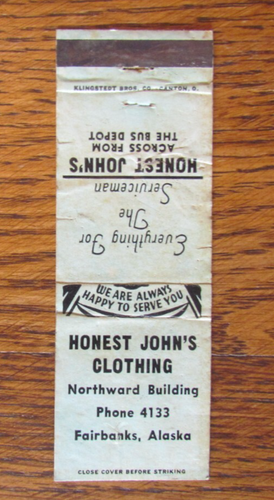 KLINGSTEDT BROS. CO., CANTON, O.
Everything For
The
Serviceman
HONEST JOHN'S
ACROSS FROM
THE BUS DEPOT
WE ARE ALWAYS
HAPPY TO SERVE YOU
HONEST JOHN'S
CLOTHING
Northward Building
Phone 4133
Fairbanks, Alaska
CLOSE COVER BEFORE STRIKING